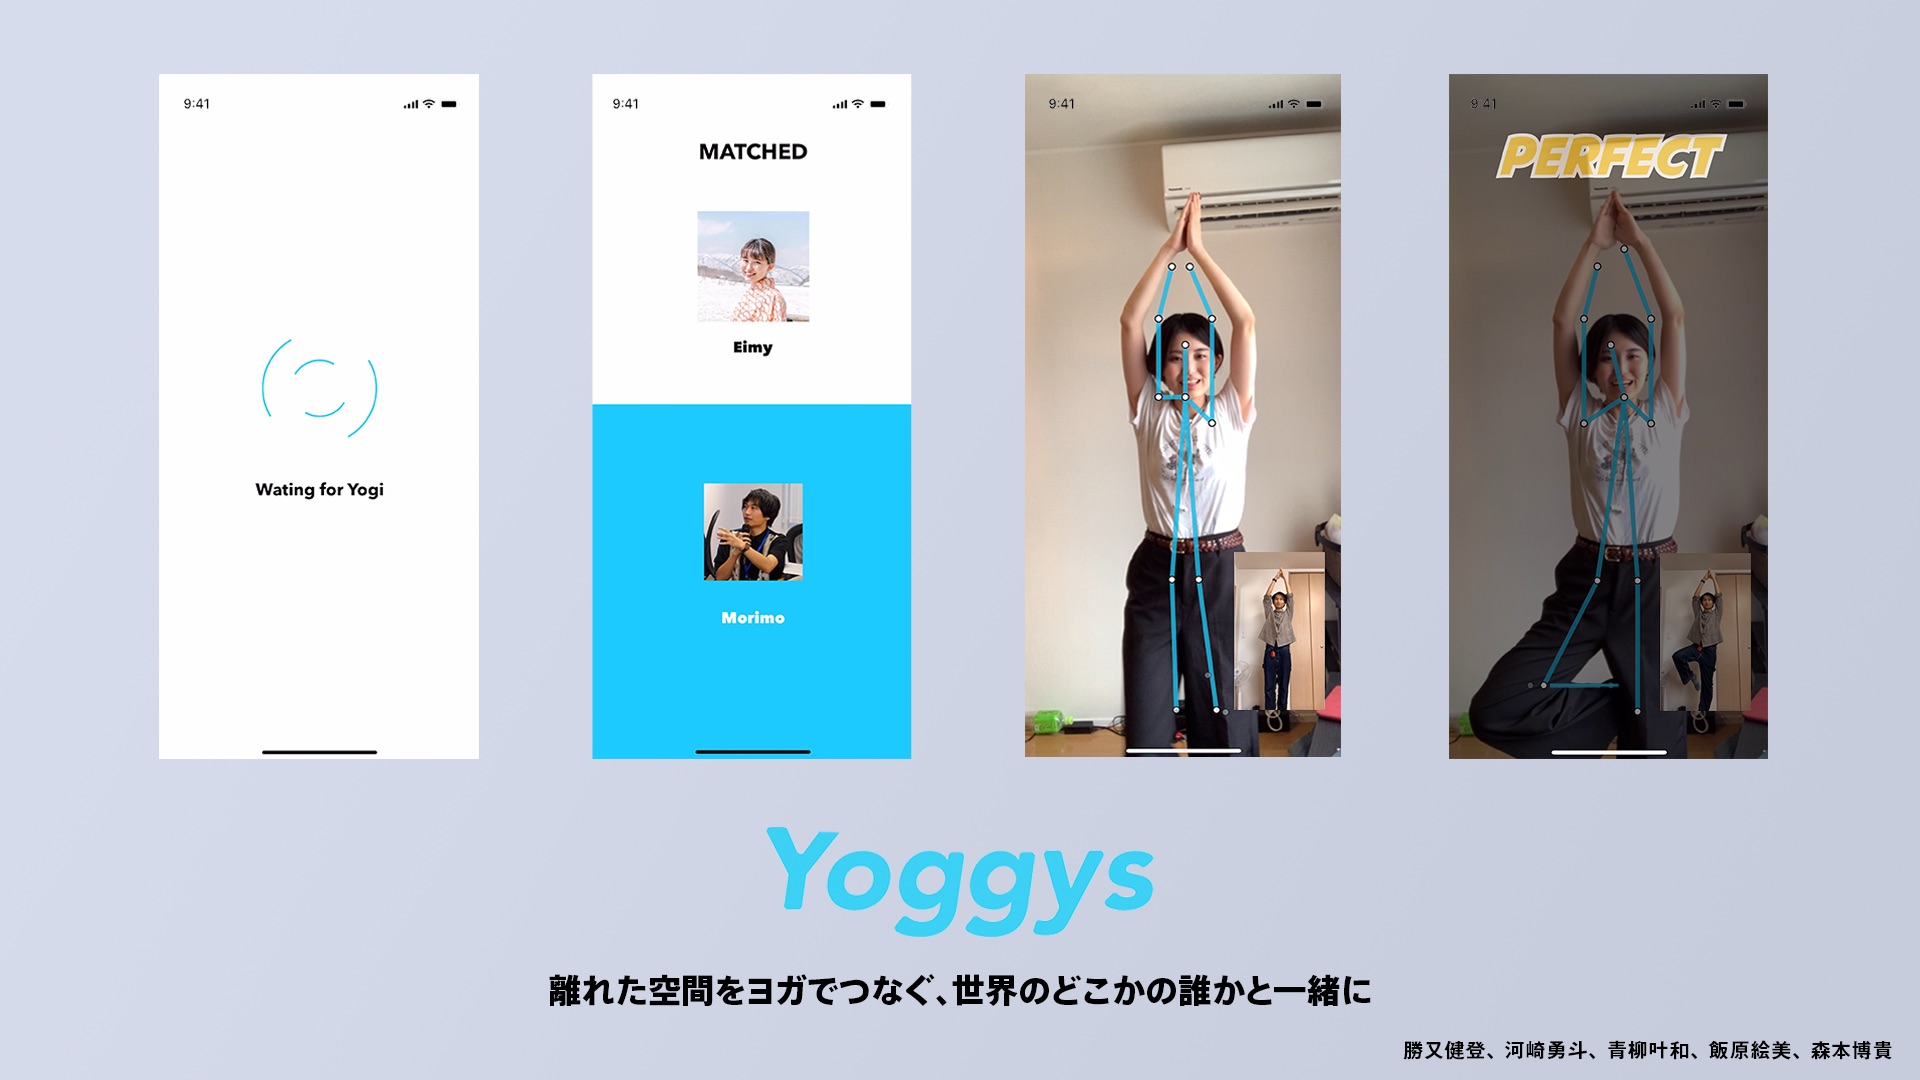 9:41
Wating for Yogi
9:41
MATCHED
Eimy
Morimo
9:41
9:41
PERFECT
Yoggys
離れた空間をヨガでつなぐ、世界のどこかの誰かと一緒に
勝又健登、河崎勇斗、青柳叶和、飯原絵美、森本博貴